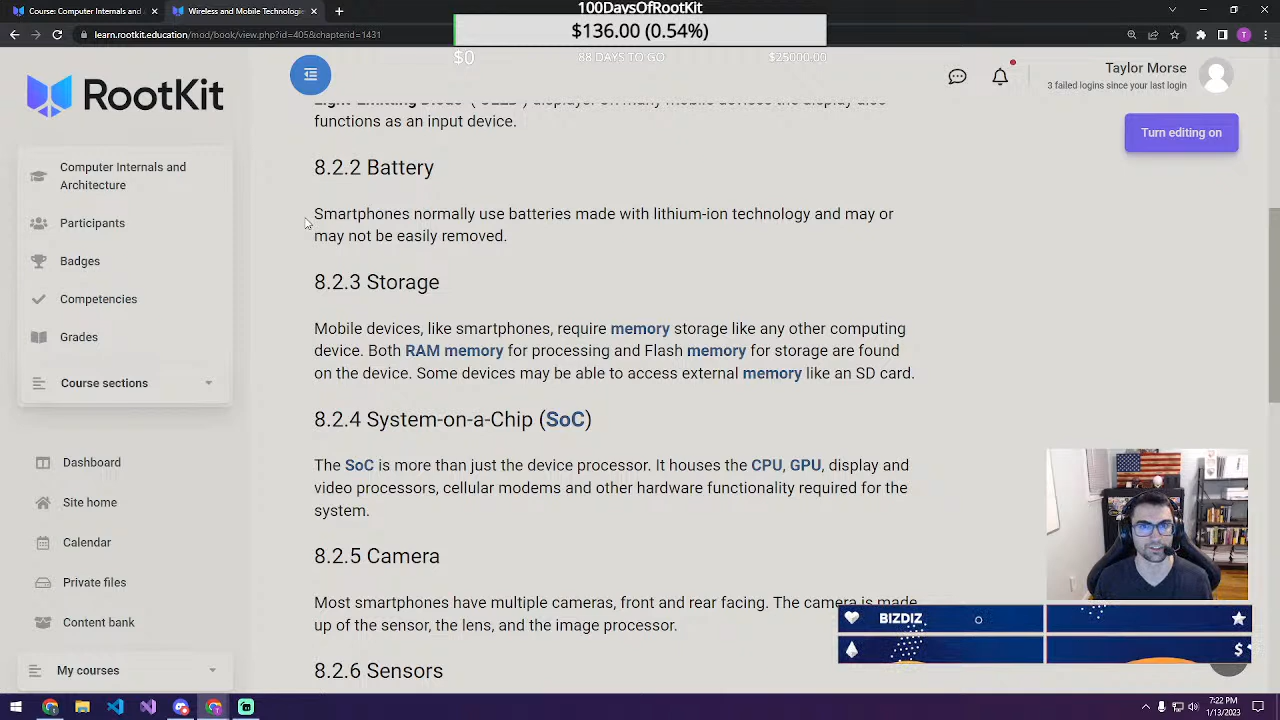 100DaysOfRootKit
Course: Computer Internals an
Wireless and Mobile Technolog
$136.00 (0.54%)
learn.rootkit.education/mod/book/view.php?id=405&chapterid=1431
$0
88 DAYS TO GO
$25000.00
RootKit
Taylor Morse
3 failed logins since your last login
Turn editing on
Computer Internals and
Architecture
Participants
Badges
Competencies
Grades
Course sections
Dashboard
Site home
Calendar
Private files
Content bank
My courses
functions as an input device.
8.2.2 Battery
Smartphones normally use batteries made with lithium-ion technology and may or
may not be easily removed.
8.2.3 Storage
Mobile devices, like smartphones, require memory storage like any other computing
device. Both RAM memory for processing and Flash memory for storage are found
on the device. Some devices may be able to access external memory like an SD card.
8.2.4 System-on-a-Chip (SoC)
The SoC is more than just the device processor. It houses the CPU, GPU, display and
video processors, cellular modems and other hardware functionality required for the
system.
8.2.5 Camera
Most smartphones have multiple cameras, front and rear facing. The camera is made
up of the sensor, the lens, and the image processor.
8.2.6 Sensors
BIZDIZ
$
7:22 PM
1/13/2023